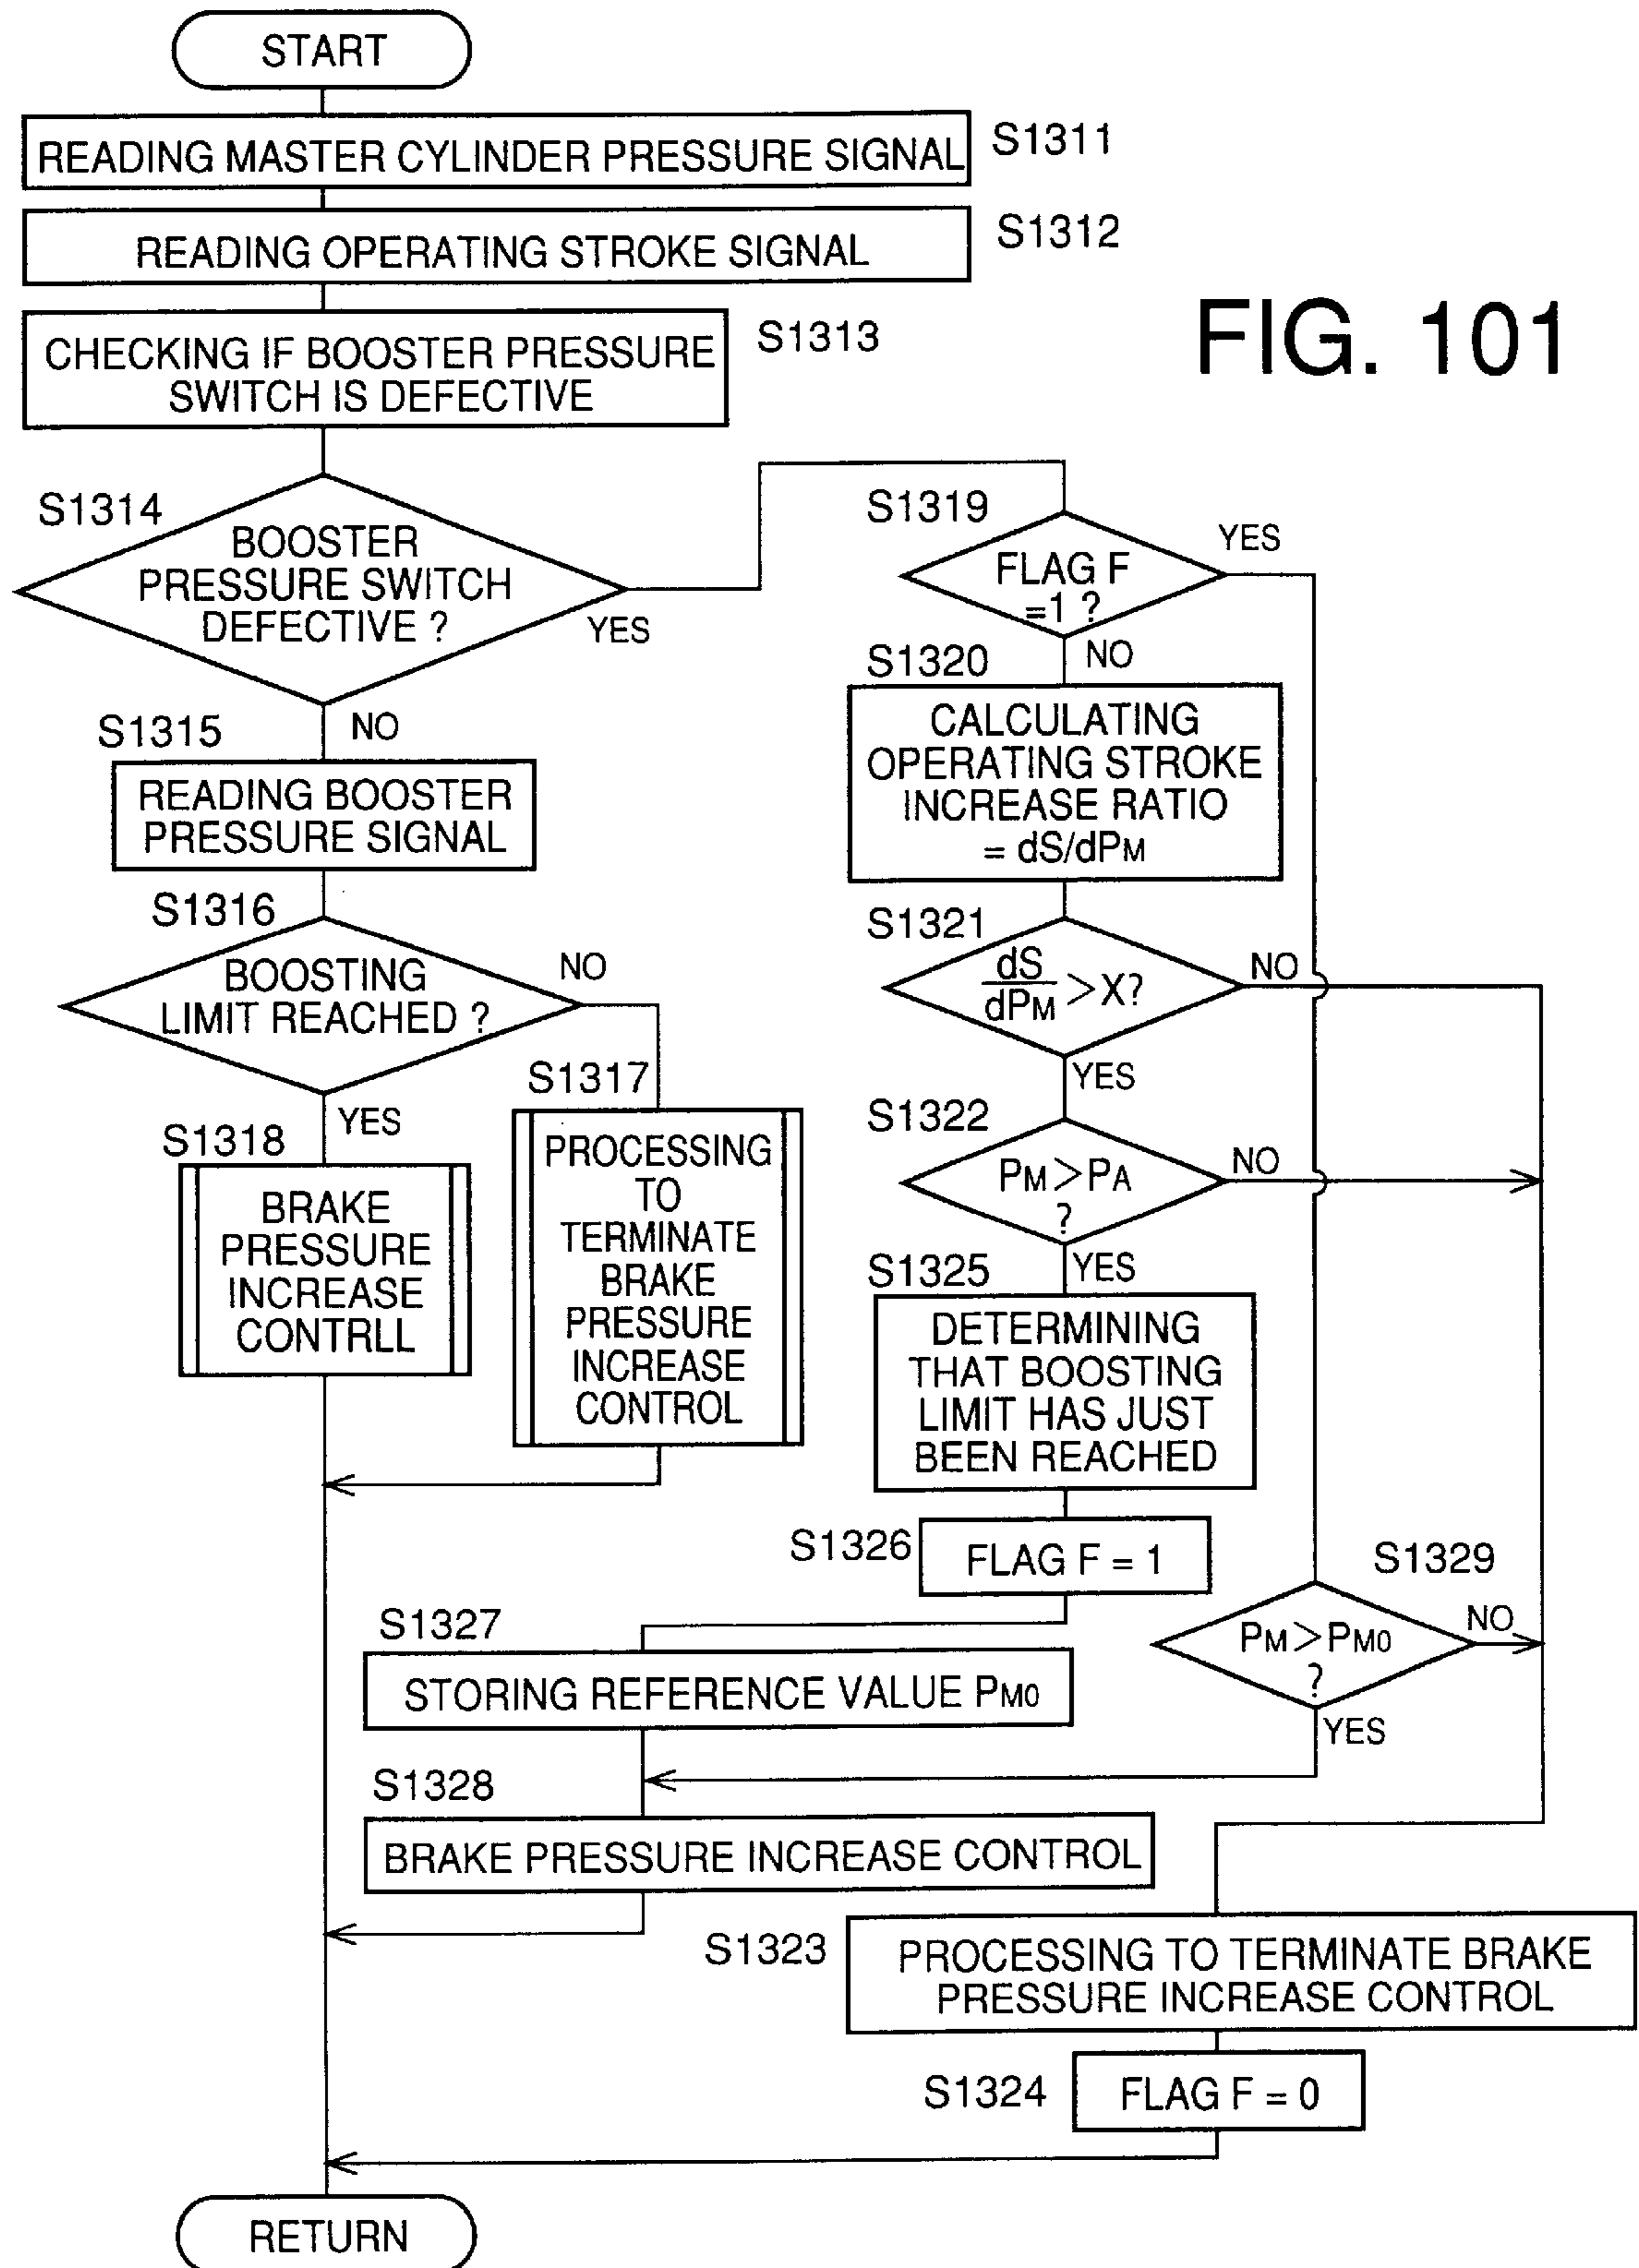 START
READING MASTER CYLINDER PRESSURE SIGNAL
S1311
READING OPERATING STROKE SIGNAL
S1312
CHECKING IF BOOSTER PRESSURE
SWITCH IS DEFECTIVE
S1313
FIG. 101
S1314
BOOSTER
PRESSURE SWITCH
DEFECTIVE ?
YES
NO
S1315
READING BOOSTER
PRESSURE SIGNAL
S1316
BOOSTING
LIMIT REACHED ?
NO
YES
S1317
PROCESSING
TO
TERMINATE
BRAKE
PRESSURE
INCREASE
CONTROL
S1318
BRAKE
PRESSURE
INCREASE
CONTRLL
S1319
FLAG F
=1 ?
YES
NO
S1320
CALCULATING
OPERATING STROKE
INCREASE RATIO
= dS/dPM
S1321
dS
dPM
>X?
NO
YES
S1322
PM>PA
?
NO
YES
S1325
DETERMINING
THAT BOOSTING
LIMIT HAS JUST
BEEN REACHED
S1326
FLAG F = 1
S1327
STORING REFERENCE VALUE PM0
S1329
PM>PM0
?
NO
YES
S1328
BRAKE PRESSURE INCREASE CONTROL
S1323
PROCESSING TO TERMINATE BRAKE
PRESSURE INCREASE CONTROL
S1324
FLAG F = 0
RETURN